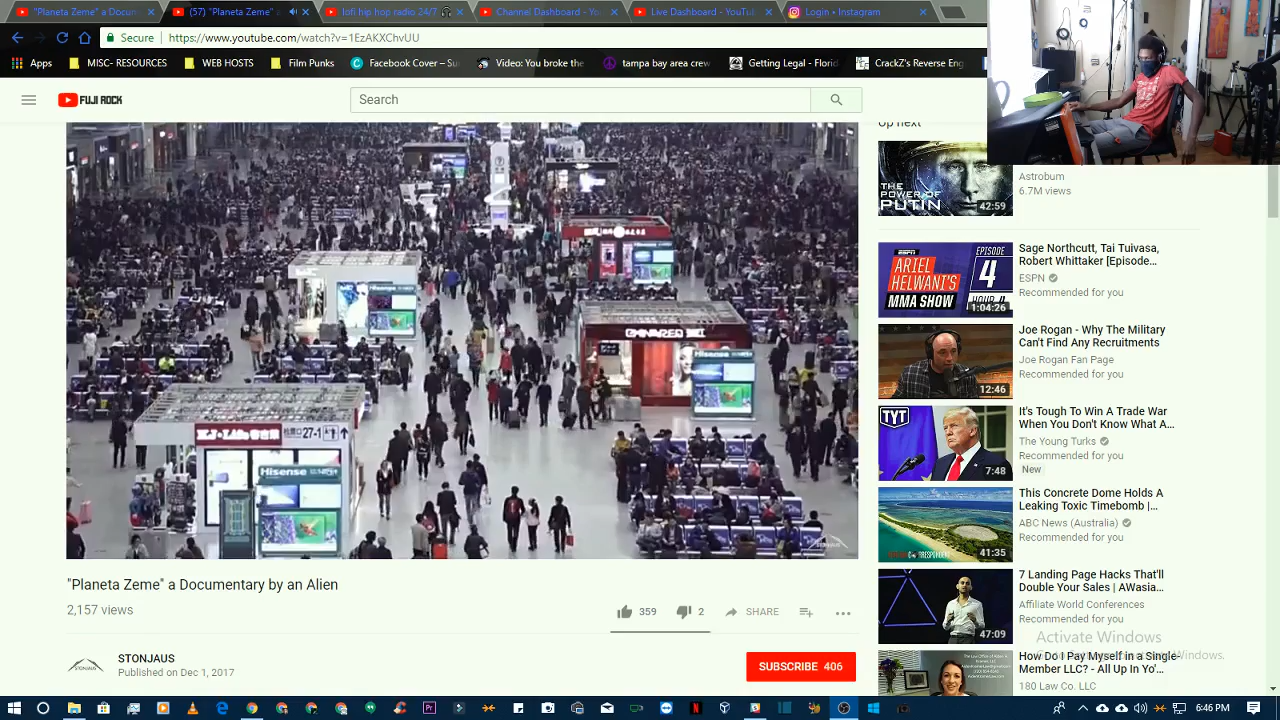 "Planeta Zeme" a Docum
(57) "Planeta Zeme" a
lofi hip hop radio 24/7
Channel Dashboard - Yo
Live Dashboard - YouTub
Login • Instagram
Secure
https://www.youtube.com/watch?v=1EzAKXChvUU
Apps
MISC- RESOURCES
WEB HOSTS
Film Punks
Facebook Cover – Su
Video: You broke the
tampa bay area crew
Getting Legal - Florid
CrackZ's Reverse Eng
FUJI ROCK
Search
Up next
THE POWER OF PUTIN
42:59
Astrobum
6.7M views
ESPN
ARIEL HELWANI'S MMA SHOW
EPISODE 4
1:04:26
Sage Northcutt, Tai Tuivasa,
Robert Whittaker [Episode...
ESPN
Recommended for you
12:46
Joe Rogan - Why The Military
Can't Find Any Recruitments
Joe Rogan Fan Page
Recommended for you
TYT
7:48
It's Tough To Win A Trade War
When You Don't Know What A...
The Young Turks
Recommended for you
New
41:35
This Concrete Dome Holds A
Leaking Toxic Timebomb |...
ABC News (Australia)
Recommended for you
47:09
7 Landing Page Hacks That'll
Double Your Sales | AWasia...
Affiliate World Conferences
Recommended for you
How Do I Pay Myself in a Single-
Member LLC? - All Up In Yo'...
180 Law Co. LLC
Activate Windows
Hisense
Hisense
Hisense
27-1
STONJAUS
"Planeta Zeme" a Documentary by an Alien
2,157 views
359
2
SHARE
STONJAUS
Published on Dec 1, 2017
SUBSCRIBE 406
6:46 PM